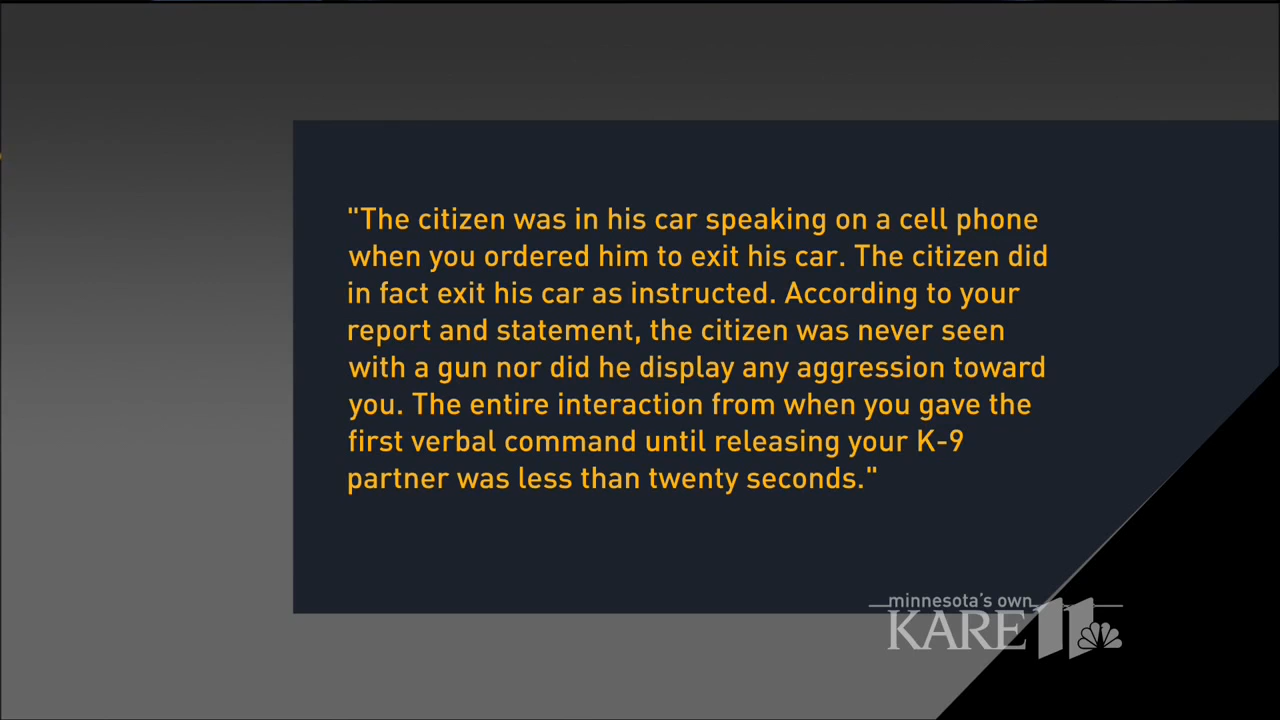 "The citizen was in his car speaking on a cell phone
when you ordered him to exit his car. The citizen did
in fact exit his car as instructed. According to your
report and statement, the citizen was never seen
with a gun nor did he display any aggression toward
you. The entire interaction from when you gave the
first verbal command until releasing your K-9
partner was less than twenty seconds."
minnesota's own
KARE 11